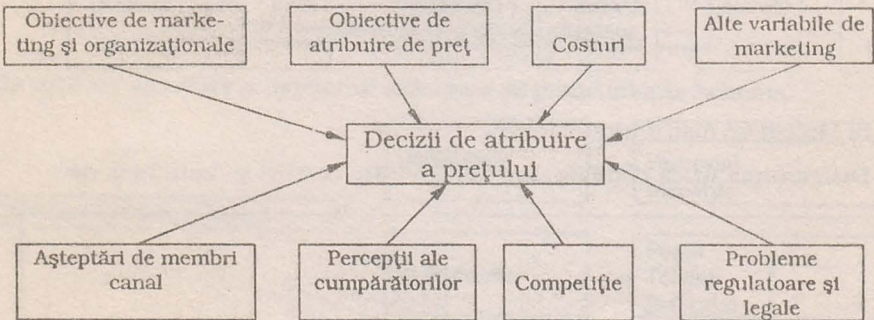 Obiective de marke-
ting şi organizaţionale
Obiective de
atribuire de preţ
Costuri
Alte variabile de
marketing
Decizii de atribuire
a preţului
Aşteptări de membri
canal
Percepţii ale
cumpărătorilor
Competiţie
Probleme
regulatoare şi
legale